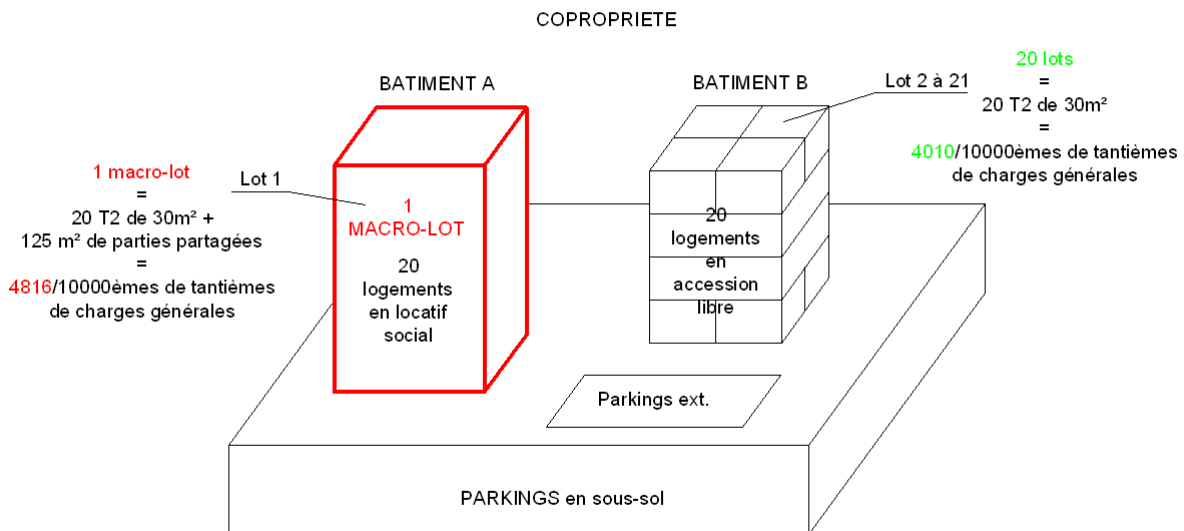 COPROPRIETE
BATIMENT A
BATIMENT B
Lot 2 à 21
20 lots
=
20 T2 de 30m²
=
4010/10000èmes de tantièmes
de charges générales
1 macro-lot
=
20 T2 de 30m² +
125 m² de parties partagées
=
4816/10000èmes de tantièmes
de charges générales
Lot 1
1
MACRO-LOT
20
logements
en locatif
social
20
logements
en
accession
libre
Parkings ext.
PARKINGS en sous-sol